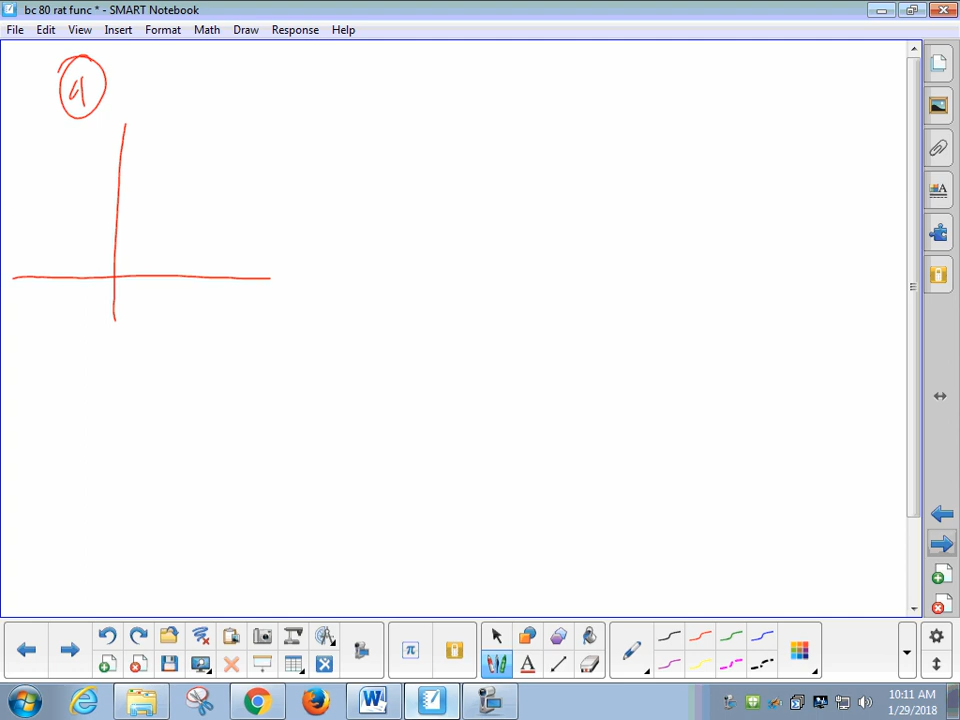 bc 80 rat func * - SMART Notebook
File Edit View Insert Format Math Draw Response Help
10:11 AM
1/29/2018